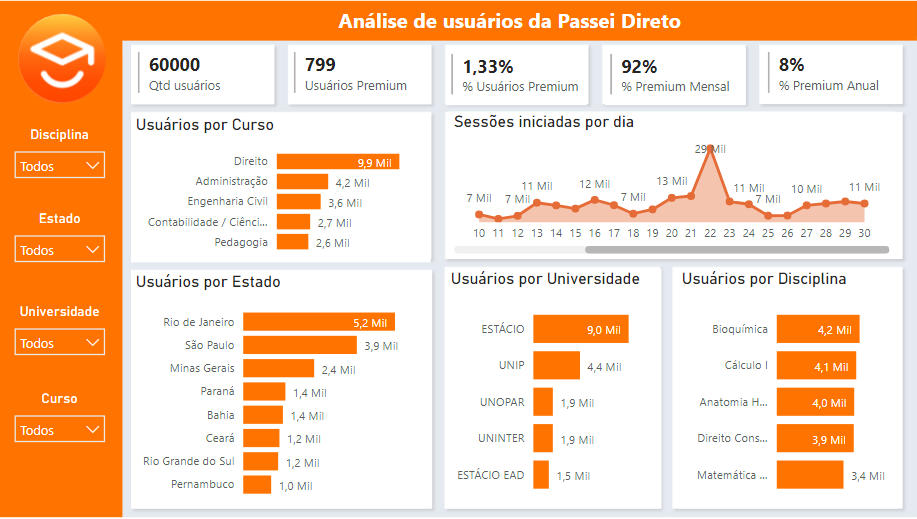 Análise de usuários da Passei Direto
60000
Qtd usuários
799
Usuários Premium
1,33%
% Usuários Premium
92%
% Premium Mensal
8%
% Premium Anual
Disciplina
Todos
Estado
Todos
Universidade
Todos
Curso
Todos
Usuários por Curso
Direito 9,9 Mil
Administração 4,2 Mil
Engenharia Civil 3,6 Mil
Contabilidade / Ciênci... 2,7 Mil
Pedagogia 2,6 Mil
Sessões iniciadas por dia
7 Mil 7 Mil 11 Mil 12 Mil 7 Mil 13 Mil 29 Mil 11 Mil 7 Mil 10 Mil 11 Mil
10 11 12 13 14 15 16 17 18 19 20 21 22 23 24 25 26 27 28 29 30
Usuários por Estado
Rio de Janeiro 5,2 Mil
São Paulo 3,9 Mil
Minas Gerais 2,4 Mil
Paraná 1,4 Mil
Bahia 1,4 Mil
Ceará 1,2 Mil
Rio Grande do Sul 1,2 Mil
Pernambuco 1,0 Mil
Usuários por Universidade
ESTÁCIO 9,0 Mil
UNIP 4,4 Mil
UNOPAR 1,9 Mil
UNINTER 1,9 Mil
ESTÁCIO EAD 1,5 Mil
Usuários por Disciplina
Bioquímica 4,2 Mil
Cálculo I 4,1 Mil
Anatomia H... 4,0 Mil
Direito Cons... 3,9 Mil
Matemática ... 3,4 Mil